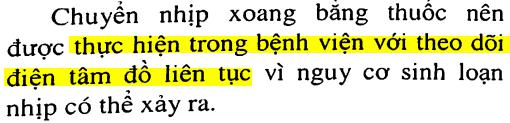 Chuyển nhịp xoang bằng thuốc nên
được thực hiện trong bệnh viện với theo dõi
điện tâm đồ liên tục vì nguy cơ sinh loạn
nhịp có thể xảy ra.